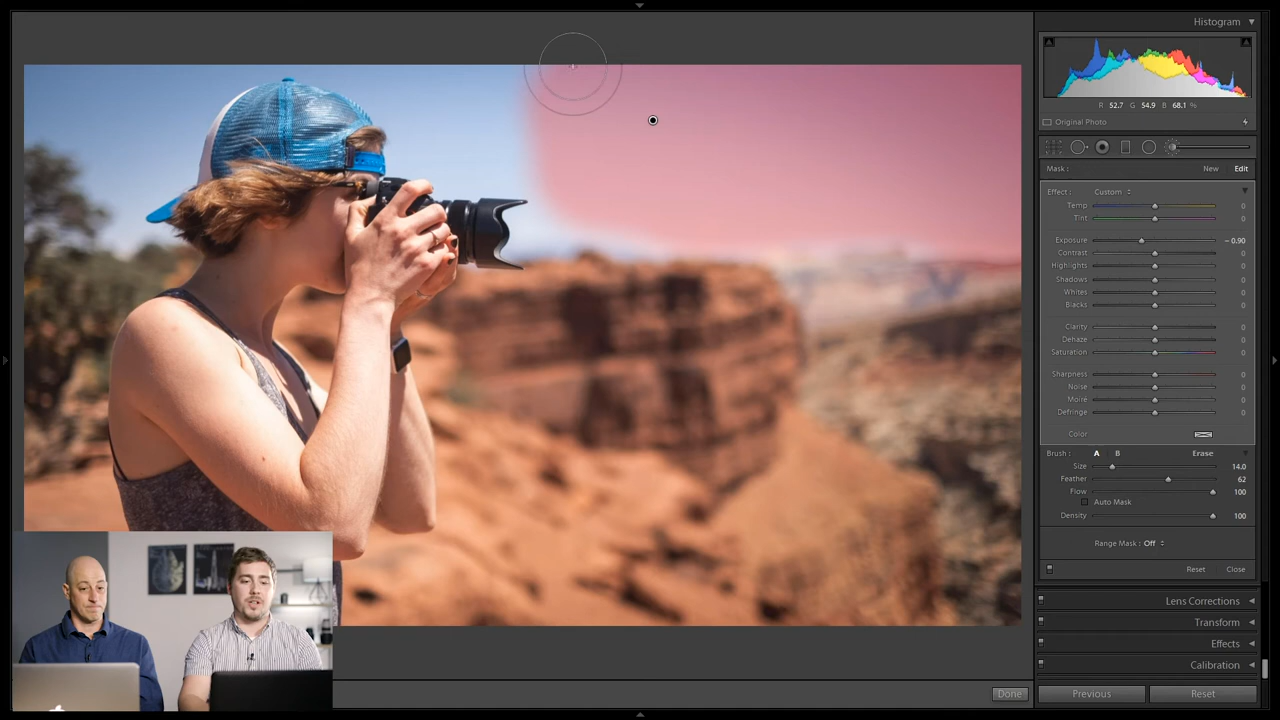 Histogram
R 52.7 G 54.9 B 68.1 %
Original Photo
Mask : New Edit
Effect : Custom
Temp 0
Tint 0
Exposure – 0.90
Contrast 0
Highlights 0
Shadows 0
Whites 0
Blacks 0
Clarity 0
Dehaze 0
Saturation 0
Sharpness 0
Noise 0
Moiré 0
Defringe 0
Color
Brush : A B Erase
Size 14.0
Feather 62
Flow 100
Auto Mask
Density 100
Range Mask : Off
Reset Close
Lens Corrections
Transform
Effects
Calibration
Done Previous Reset